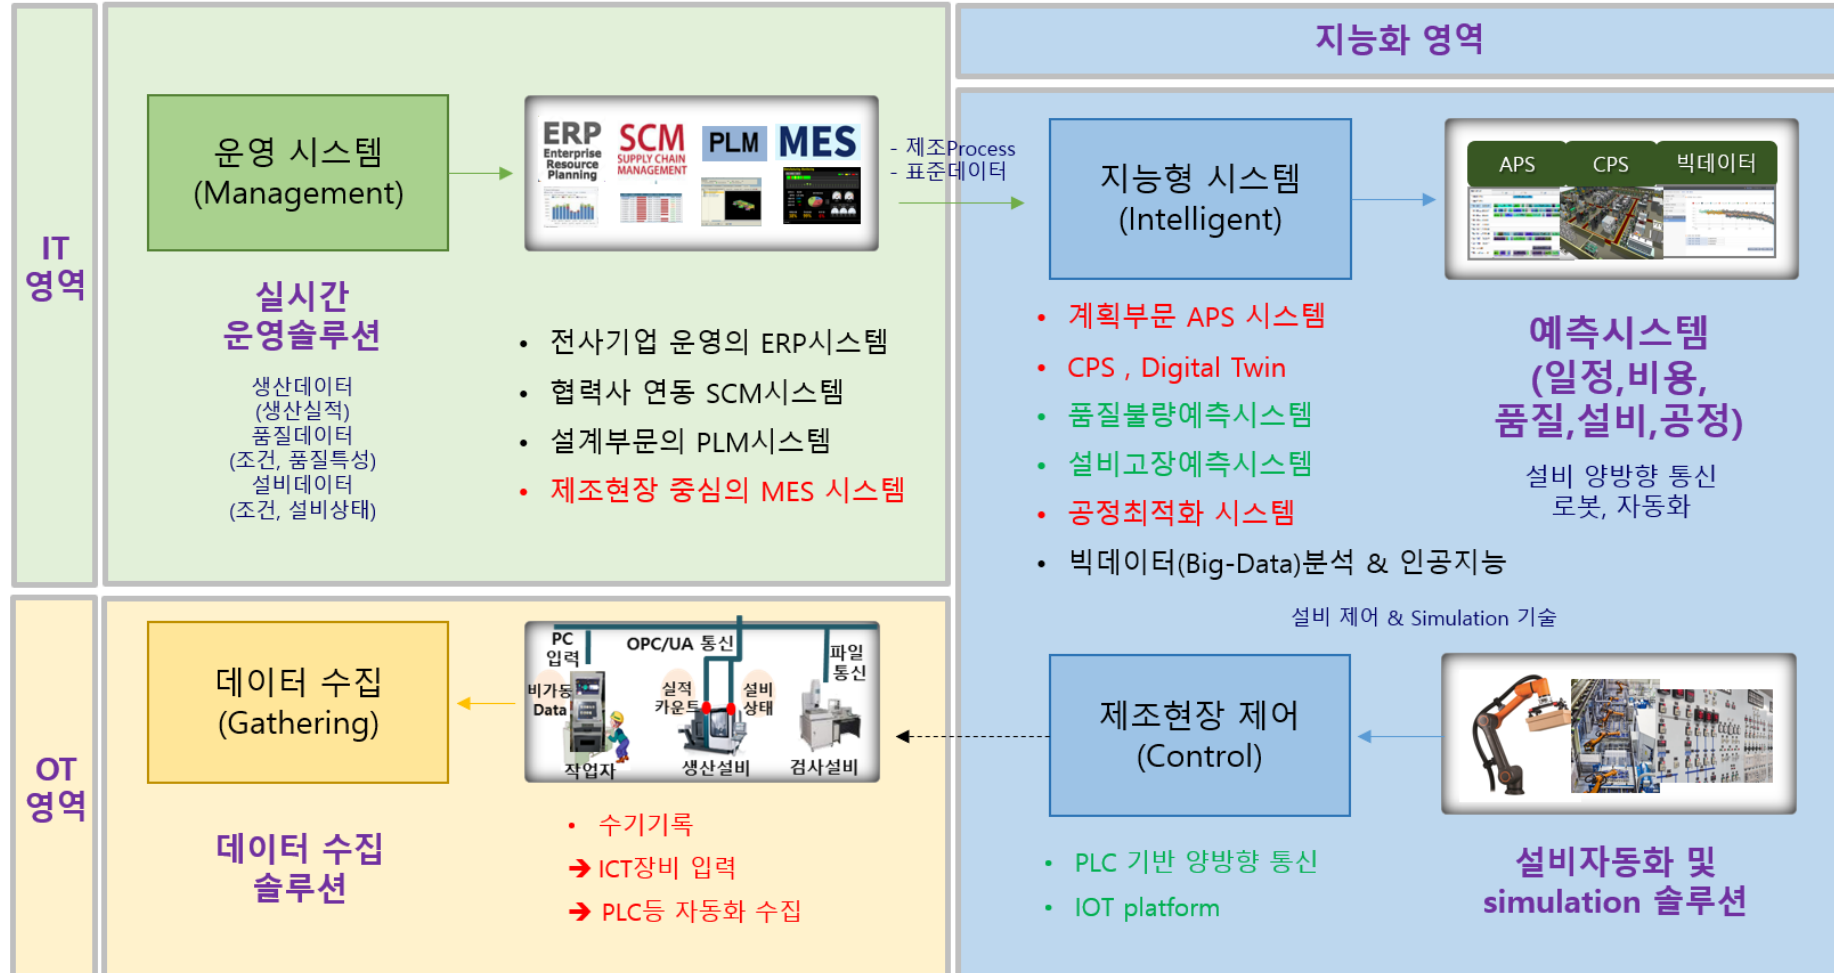 IT
영역
운영 시스템
(Management)
ERP
Enterprise
Resource
Planning
SCM
SUPPLY CHAIN
MANAGEMENT
PLM
MES
- 제조Process
- 표준데이터
실시간
운영솔루션
생산데이터
(생산실적)
품질데이터
(조건, 품질특성)
설비데이터
(조건, 설비상태)
• 전사기업 운영의 ERP시스템
• 협력사 연동 SCM시스템
• 설계부문의 PLM시스템
• 제조현장 중심의 MES 시스템
지능화 영역
지능형 시스템
(Intelligent)
APS
CPS
빅데이터
• 계획부문 APS 시스템
• CPS , Digital Twin
• 품질불량예측시스템
• 설비고장예측시스템
• 공정최적화 시스템
• 빅데이터(Big-Data)분석 & 인공지능
예측시스템
(일정,비용,
품질,설비,공정)
설비 양방향 통신
로봇, 자동화
설비 제어 & Simulation 기술
OT
영역
데이터 수집
(Gathering)
PC
입력
OPC/UA 통신
파일
통신
비가동
Data
실적
카운트
설비
상태
작업자
생산설비
검사설비
데이터 수집
솔루션
• 수기기록
➔ ICT장비 입력
➔ PLC등 자동화 수집
제조현장 제어
(Control)
• PLC 기반 양방향 통신
• IOT platform
설비자동화 및
simulation 솔루션